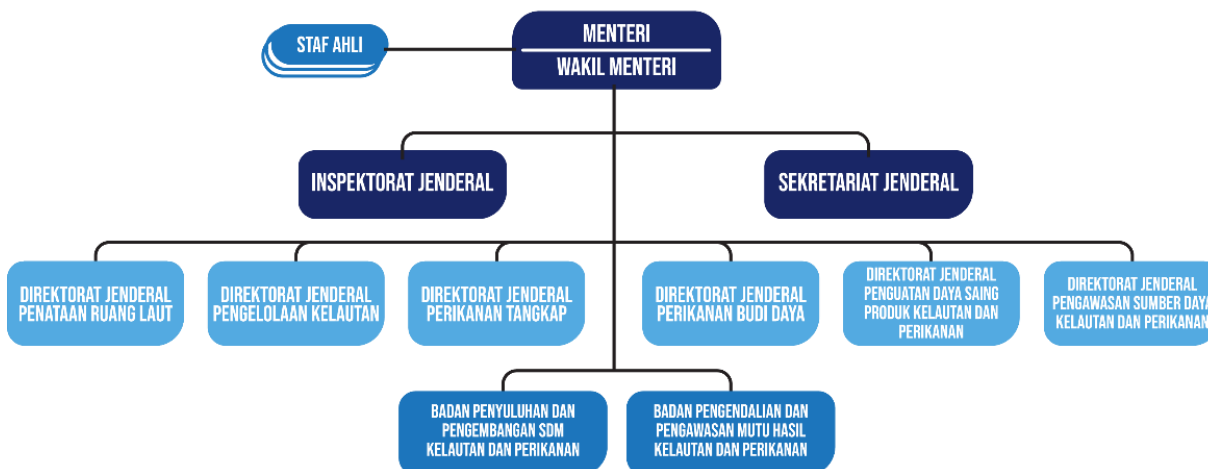 STAF AHLI
MENTERI
WAKIL MENTERI
INSPEKTORAT JENDERAL
SEKRETARIAT JENDERAL
DIREKTORAT JENDERAL
PENATAAN RUANG LAUT
DIREKTORAT JENDERAL
PENGELOLAAN KELAUTAN
DIREKTORAT JENDERAL
PERIKANAN TANGKAP
DIREKTORAT JENDERAL
PERIKANAN BUDI DAYA
DIREKTORAT JENDERAL
PENGUATAN DAYA SAING
PRODUK KELAUTAN DAN
PERIKANAN
DIREKTORAT JENDERAL
PENGAWASAN SUMBER DAYA
KELAUTAN DAN PERIKANAN
BADAN PENYULUHAN DAN
PENGEMBANGAN SDM
KELAUTAN DAN PERIKANAN
BADAN PENGENDALIAN DAN
PENGAWASAN MUTU HASIL
KELAUTAN DAN PERIKANAN